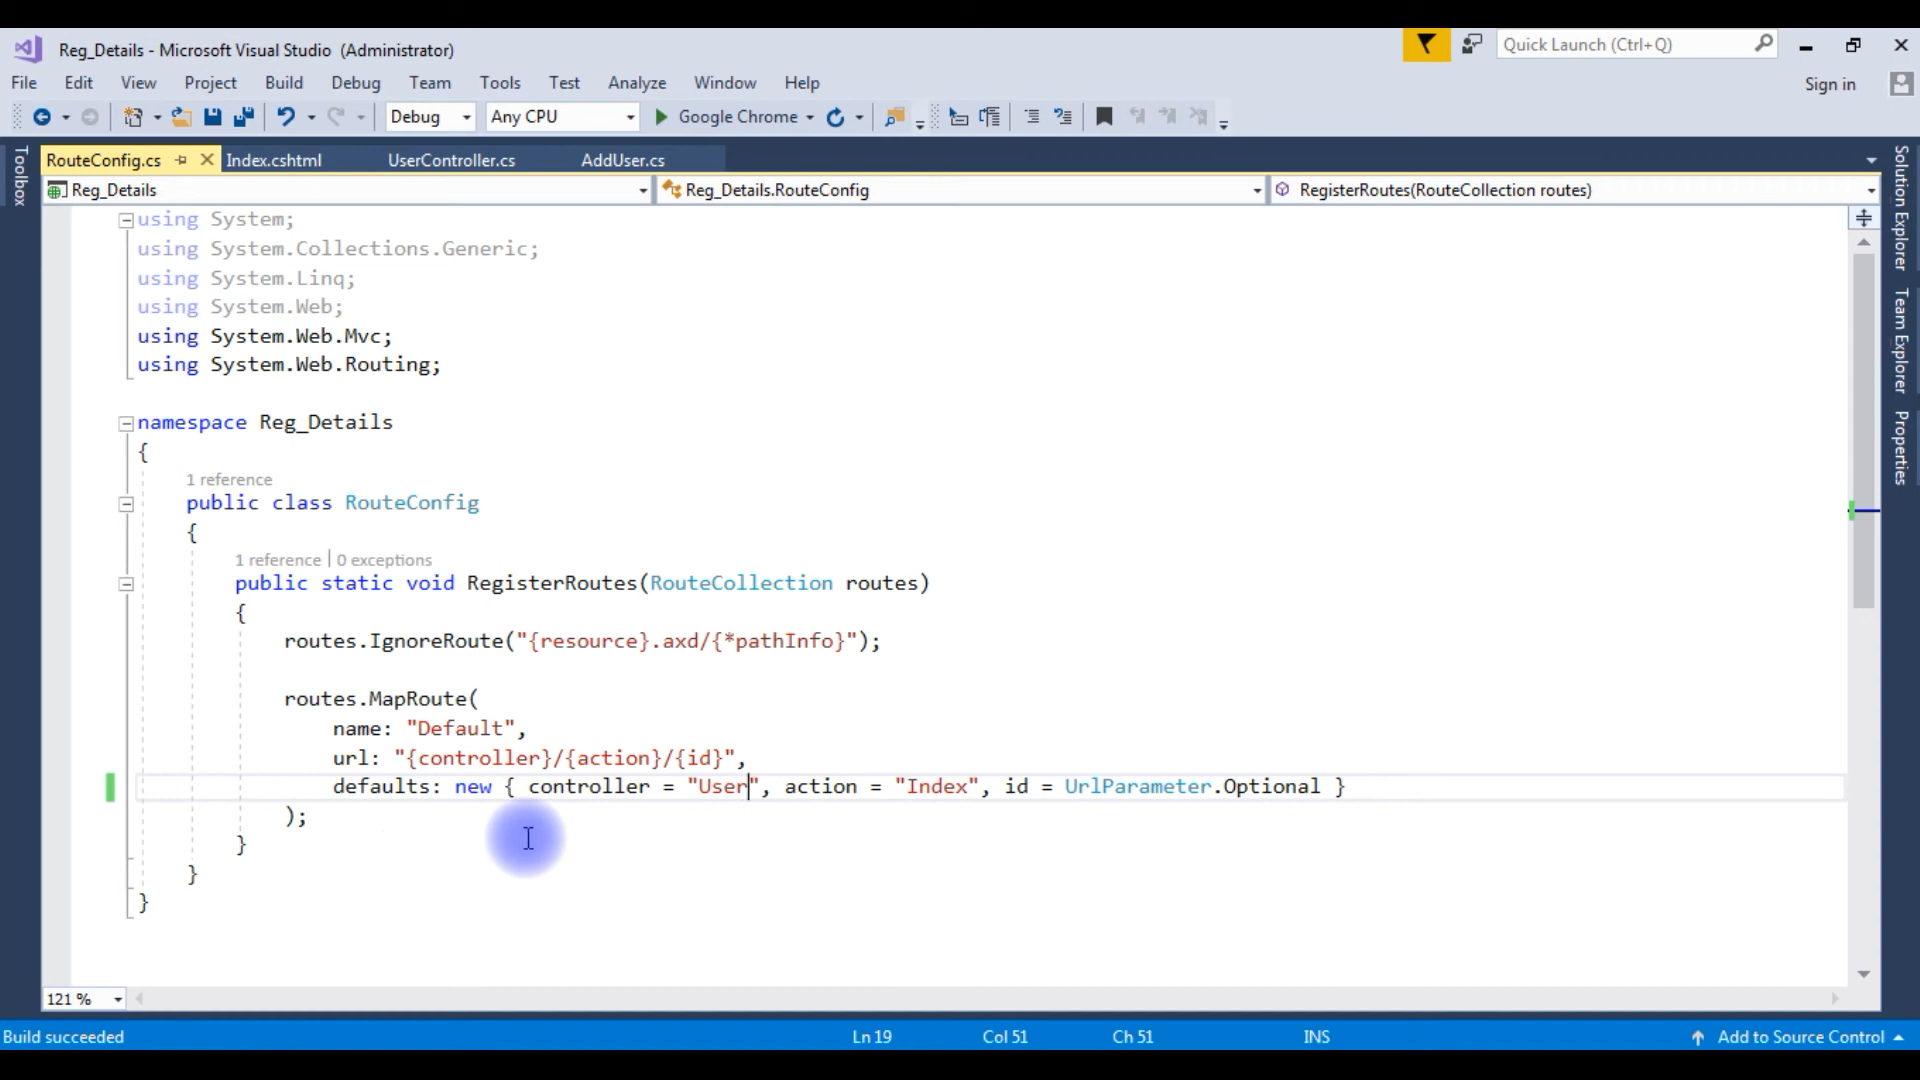 Reg_Details - Microsoft Visual Studio (Administrator)
Quick Launch (Ctrl+Q)
File Edit View Project Build Debug Team Tools Test Analyze Window Help
Sign in
Debug Any CPU Google Chrome
Toolbox
RouteConfig.cs Index.cshtml UserController.cs AddUser.cs
Reg_Details Reg_Details.RouteConfig RegisterRoutes(RouteCollection routes)
Solution Explorer
Team Explorer
Properties
using System;
using System.Collections.Generic;
using System.Linq;
using System.Web;
using System.Web.Mvc;
using System.Web.Routing;
namespace Reg_Details
{
1 reference
public class RouteConfig
{
1 reference | 0 exceptions
public static void RegisterRoutes(RouteCollection routes)
{
routes.IgnoreRoute("{resource}.axd/{*pathInfo}");
routes.MapRoute(
name: "Default",
url: "{controller}/{action}/{id}",
defaults: new { controller = "User", action = "Index", id = UrlParameter.Optional }
);
}
}
}
121 %
Build succeeded Ln 19 Col 51 Ch 51 INS Add to Source Control